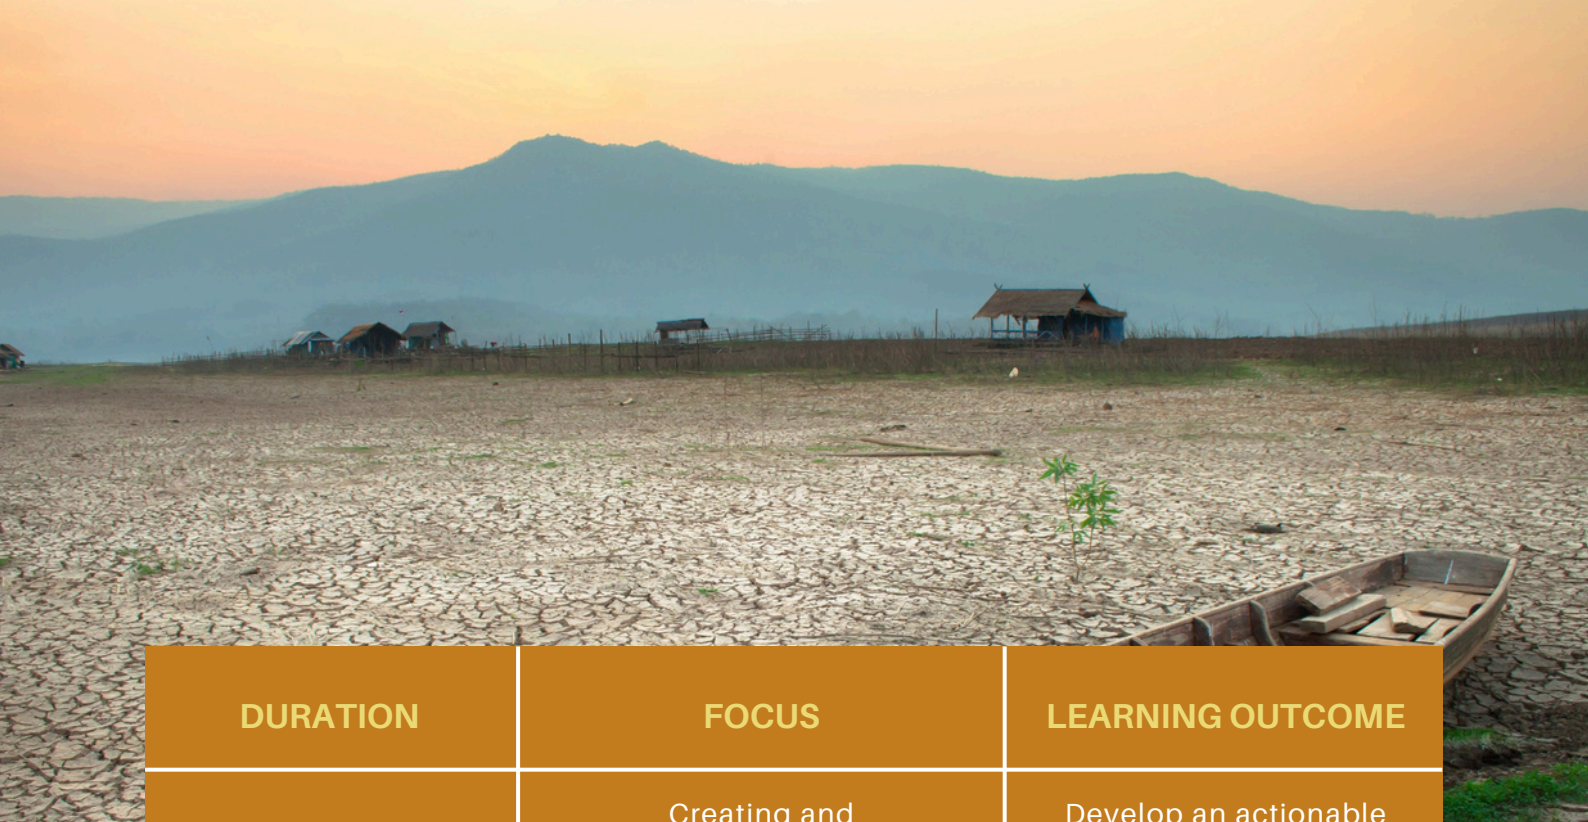 DURATION
FOCUS
LEARNING OUTCOME
Creating and
Develop an actionable